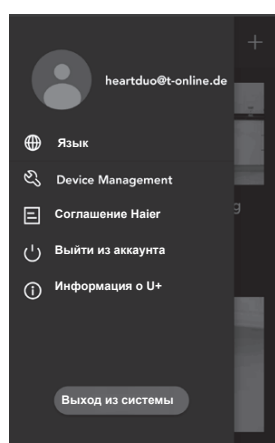 heartduo@t-online.de
Язык
Device Management
Соглашение Haier
Выйти из аккаунта
Информация о U+
Выход из системы